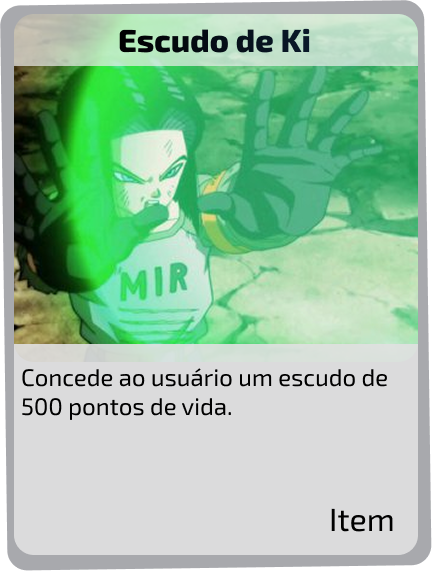 Escudo de Ki
MIR
Concede ao usuário um escudo de
500 pontos de vida.
Item